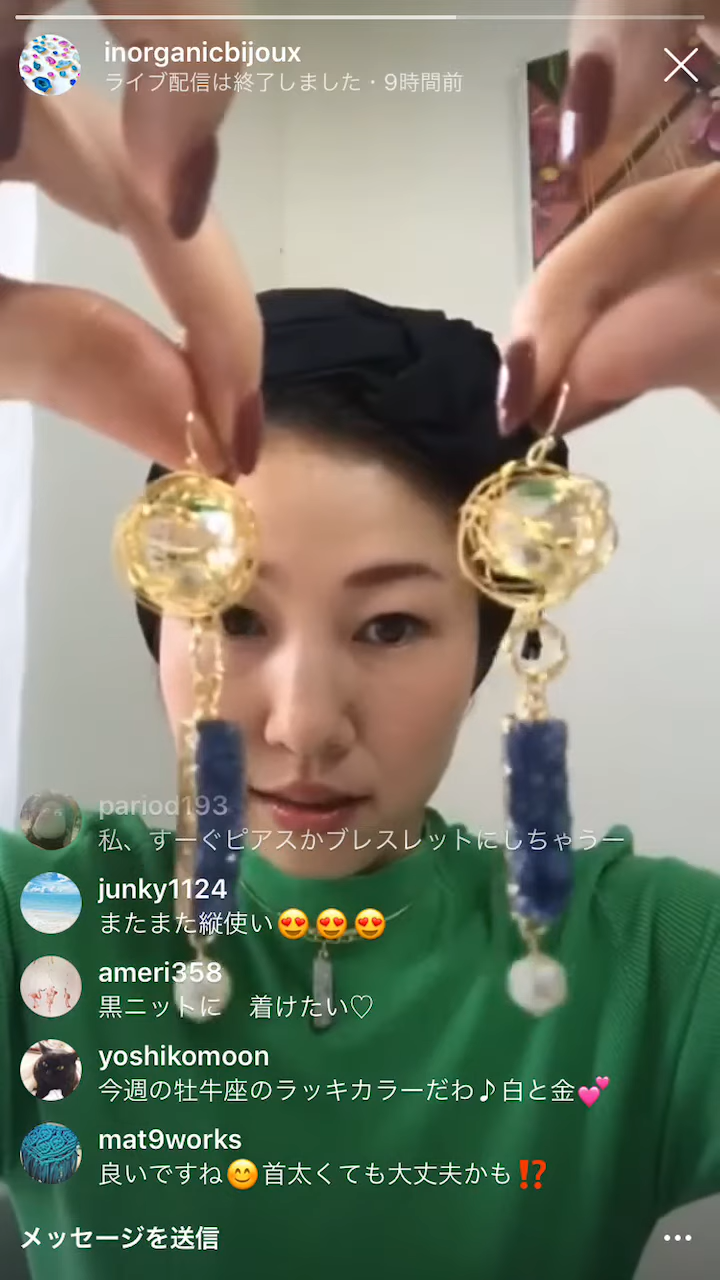 inorganicbijoux
ライブ配信は終了しました・9時間前
pariod193
私、すーぐピアスかブレスレットにしちゃうー
junky1124
またまた縦使い😍😍😍
ameri358
黒ニットに　着けたい♡
yoshikomoon
今週の牡牛座のラッキカラーだわ♪白と金💕
mat9works
良いですね😊首太くても大丈夫かも⁉️
メッセージを送信